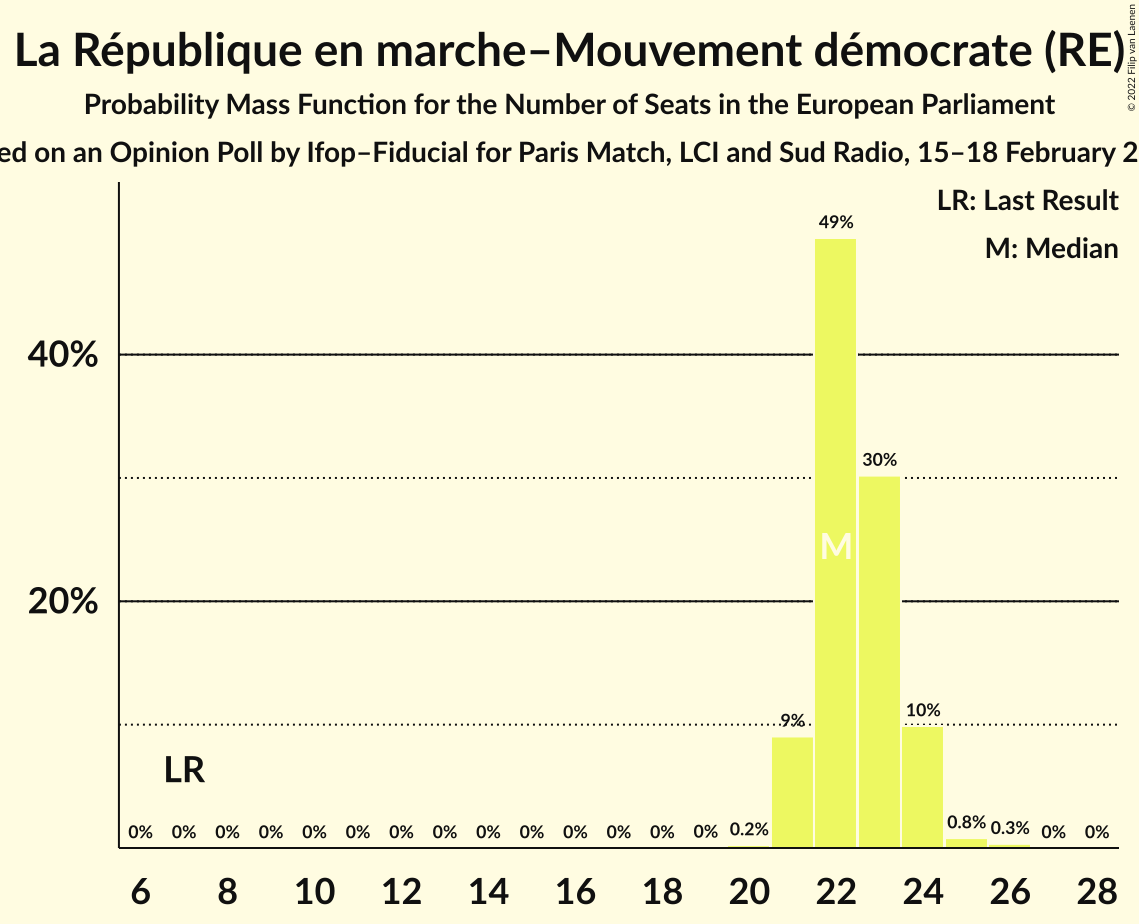 La République en marche–Mouvement démocrate (RE)
© 2022 Filip van Laenen
Probability Mass Function for the Number of Seats in the European Parliament
ed on an Opinion Poll by Ifop–Fiducial for Paris Match, LCI and Sud Radio, 15–18 February 2
LR: Last Result
M: Median
49%
40%
30%
M
20%
9%
10%
LR
0% 0% 0% 0% 0% 0% 0% 0% 0% 0% 0% 0% 0% 0% 0.2% 0.8% 0.3% 0% 0%
6 8 10 12 14 16 18 20 22 24 26 28